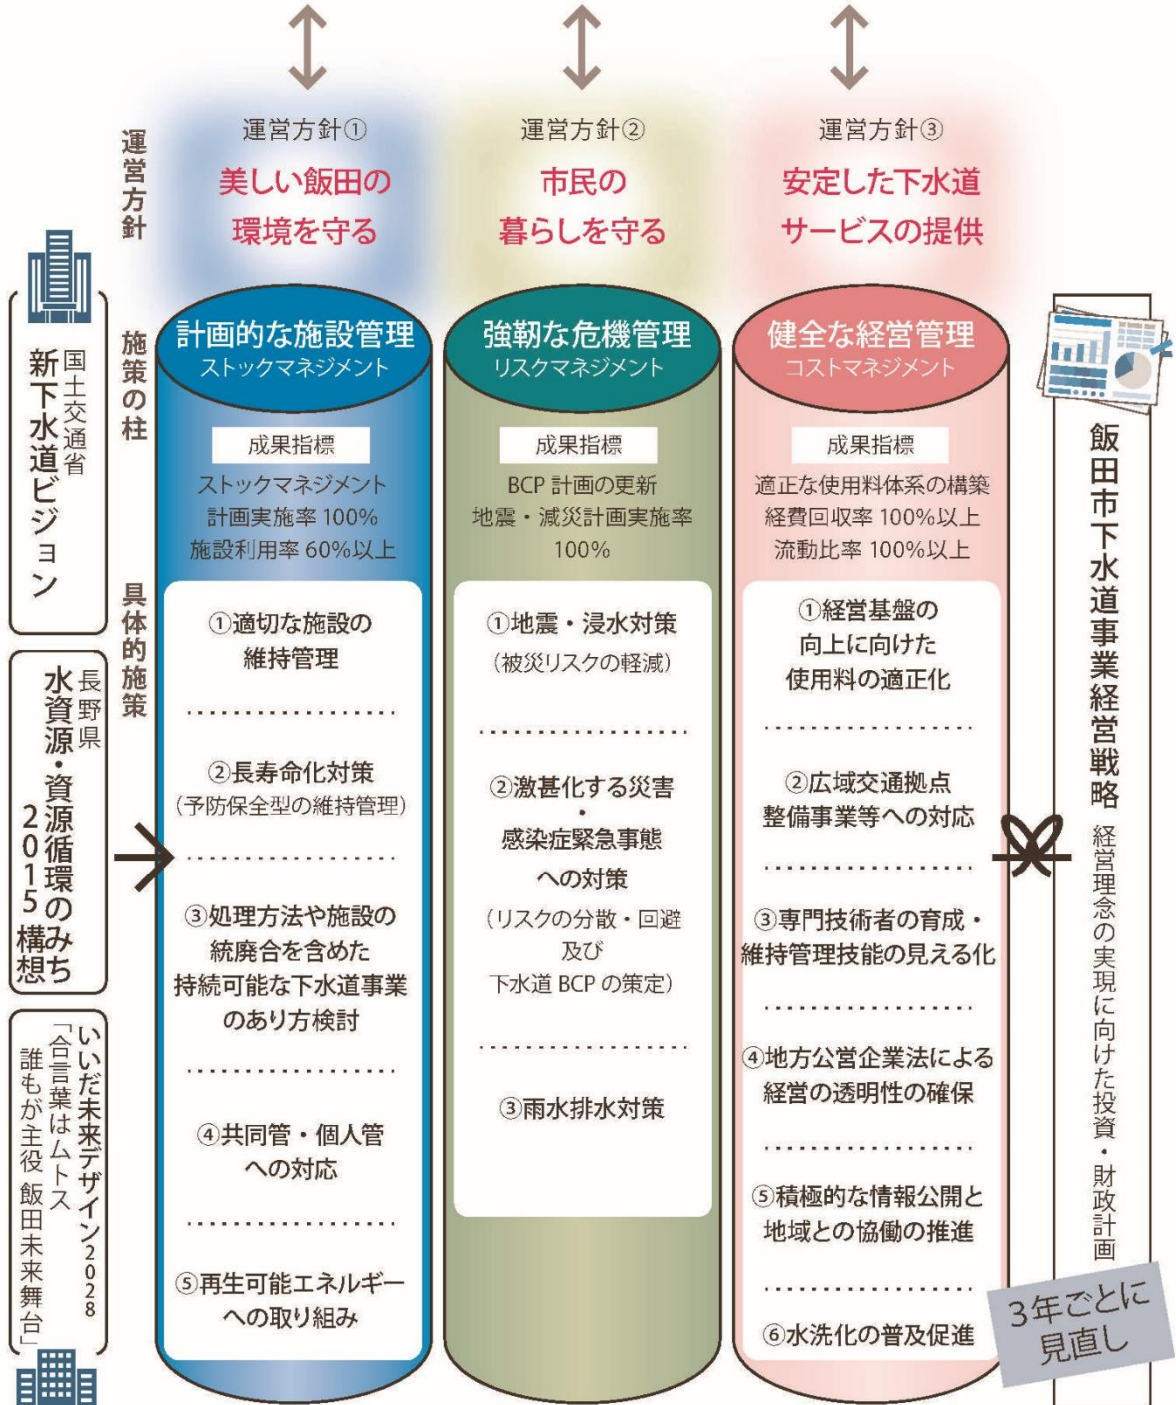 運営方針
運営方針①
美しい飯田の
環境を守る
運営方針②
市民の
暮らしを守る
運営方針③
安定した下水道
サービスの提供
国土交通省
新下水道ビジョン
長野県
水資源・資源循環のみち
2015構想
いいだ未来デザイン2028
「合言葉はムトス
誰もが主役 飯田未来舞台」
施策の柱
計画的な施設管理
ストックマネジメント
成果指標
ストックマネジメント
計画実施率 100%
施設利用率 60%以上
強靭な危機管理
リスクマネジメント
成果指標
BCP 計画の更新
地震・減災計画実施率
100%
健全な経営管理
コストマネジメント
成果指標
適正な使用料体系の構築
経費回収率 100%以上
流動比率 100%以上
具体的施策
①適切な施設の
維持管理
②長寿命化対策
(予防保全型の維持管理)
③処理方法や施設の
統廃合を含めた
持続可能な下水道事業
のあり方検討
④共同管・個人管
への対応
⑤再生可能エネルギー
への取り組み
①地震・浸水対策
(被災リスクの軽減)
②激甚化する災害・
感染症緊急事態
への対策
(リスクの分散・回避
及び
下水道 BCP の策定)
③雨水排水対策
①経営基盤の
向上に向けた
使用料の適正化
②広域交通拠点
整備事業等への対応
③専門技術者の育成・
維持管理技能の見える化
④地方公営企業法による
経営の透明性の確保
⑤積極的な情報公開と
地域との協働の推進
⑥水洗化の普及促進
飯田市下水道事業経営戦略
経営理念の実現に向けた投資・財政計画
3年ごとに
見直し